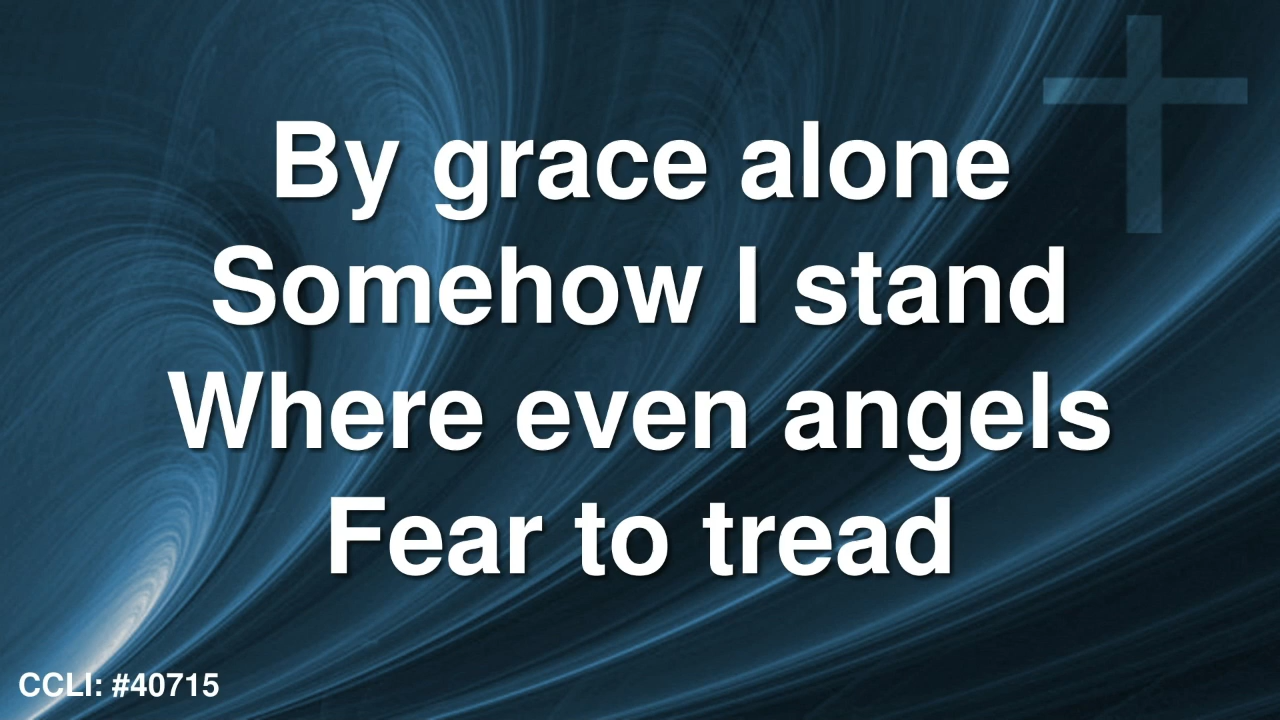 By grace alone
Somehow I stand
Where even angels
Fear to tread
CCLI: #40715